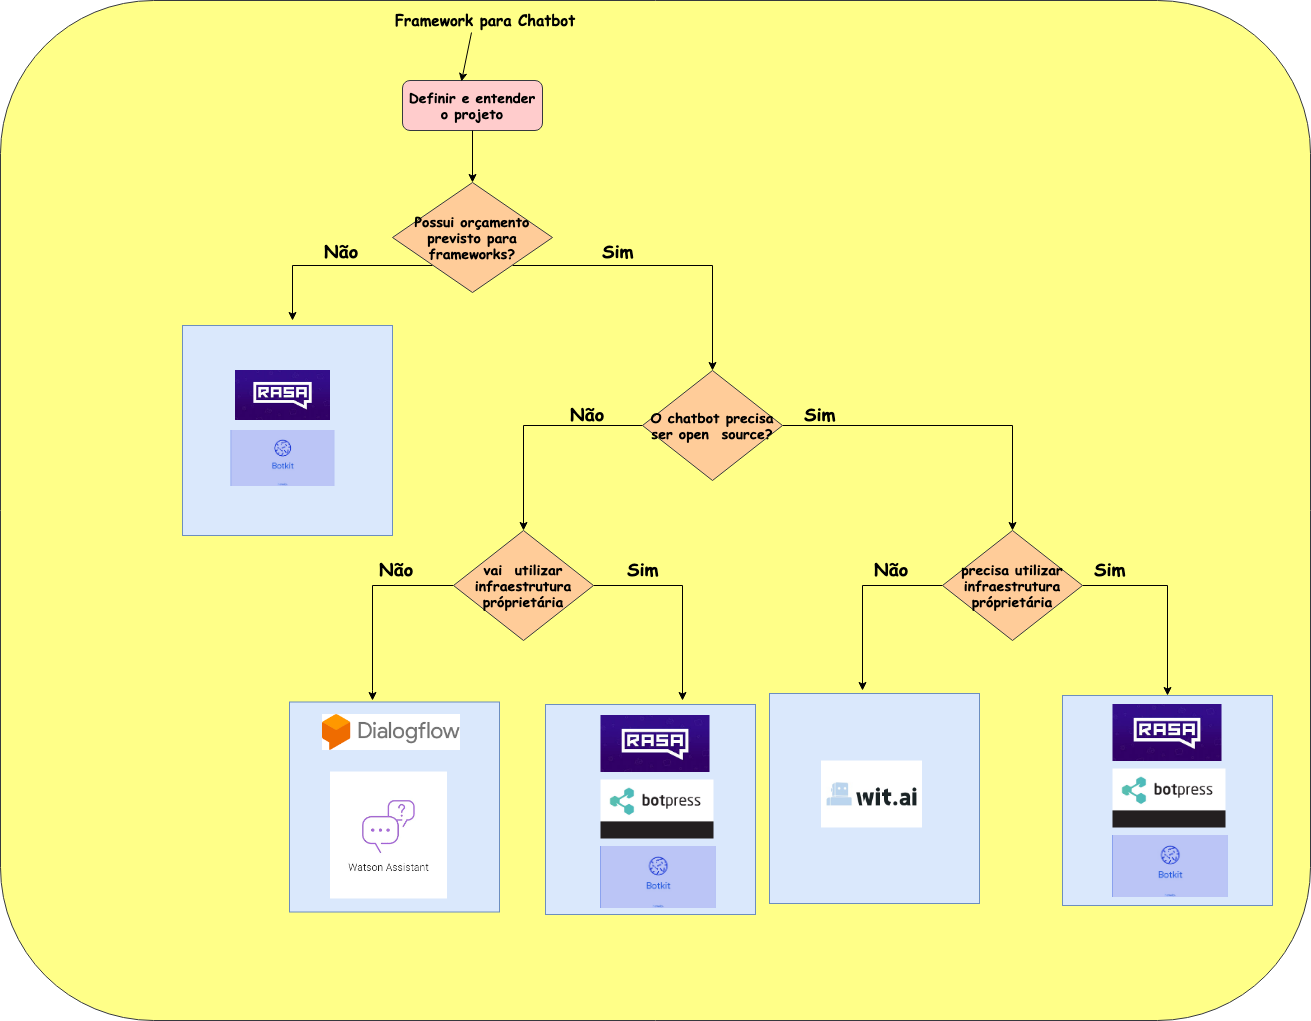 Framework para Chatbot
Definir e entender
o projeto
Possui orçamento
previsto para
frameworks?
Não
Sim
RASA
Botkit
O chatbot precisa
ser open source?
Não
Sim
vai utilizar
infraestrutura
próprietária
Não
Sim
precisa utilizar
infraestrutura
próprietária
Não
Sim
Dialogflow
?
Watson Assistant
RASA
botpress
Botkit
wit.ai
RASA
botpress
Botkit